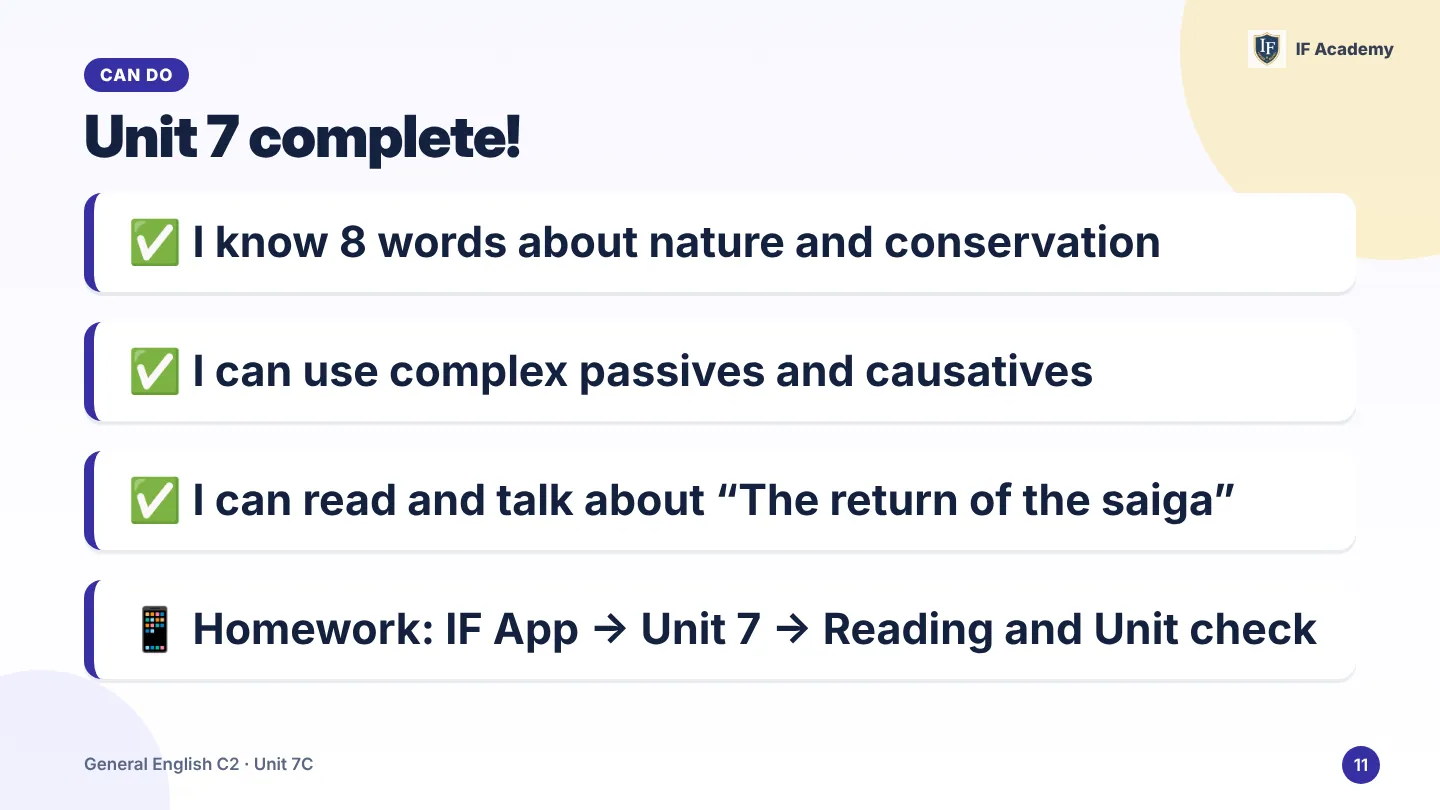 IF Academy
CAN DO
Unit 7 complete!
✅ I know 8 words about nature and conservation
✅ I can use complex passives and causatives
✅ I can read and talk about “The return of the saiga”
📱 Homework: IF App → Unit 7 → Reading and Unit check
General English C2 · Unit 7C
11